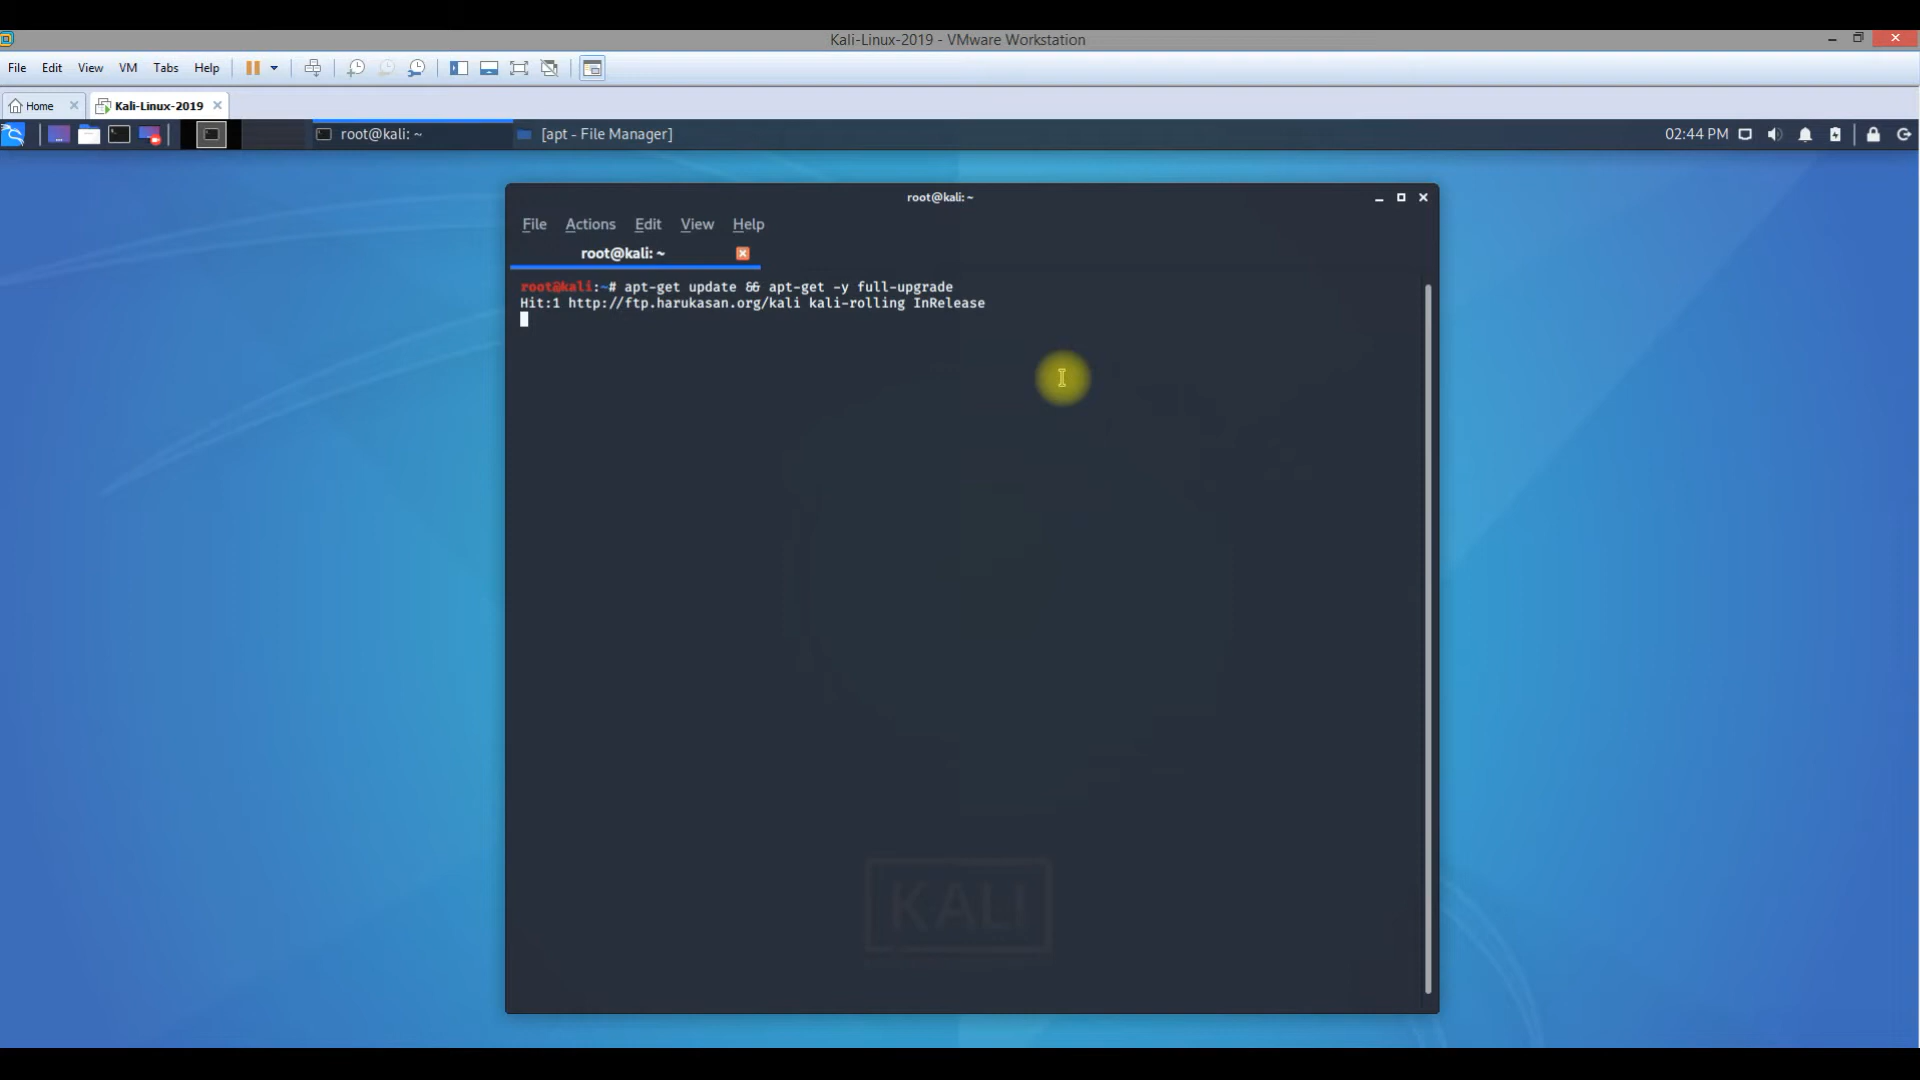 Kali-Linux-2019 - VMware Workstation
File Edit View VM Tabs Help
Home Kali-Linux-2019
root@kali: ~ [apt - File Manager] 02:44 PM
root@kali: ~
File Actions Edit View Help
root@kali: ~
root@kali:~# apt-get update && apt-get -y full-upgrade
Hit:1 http://ftp.harukasan.org/kali kali-rolling InRelease
KALI